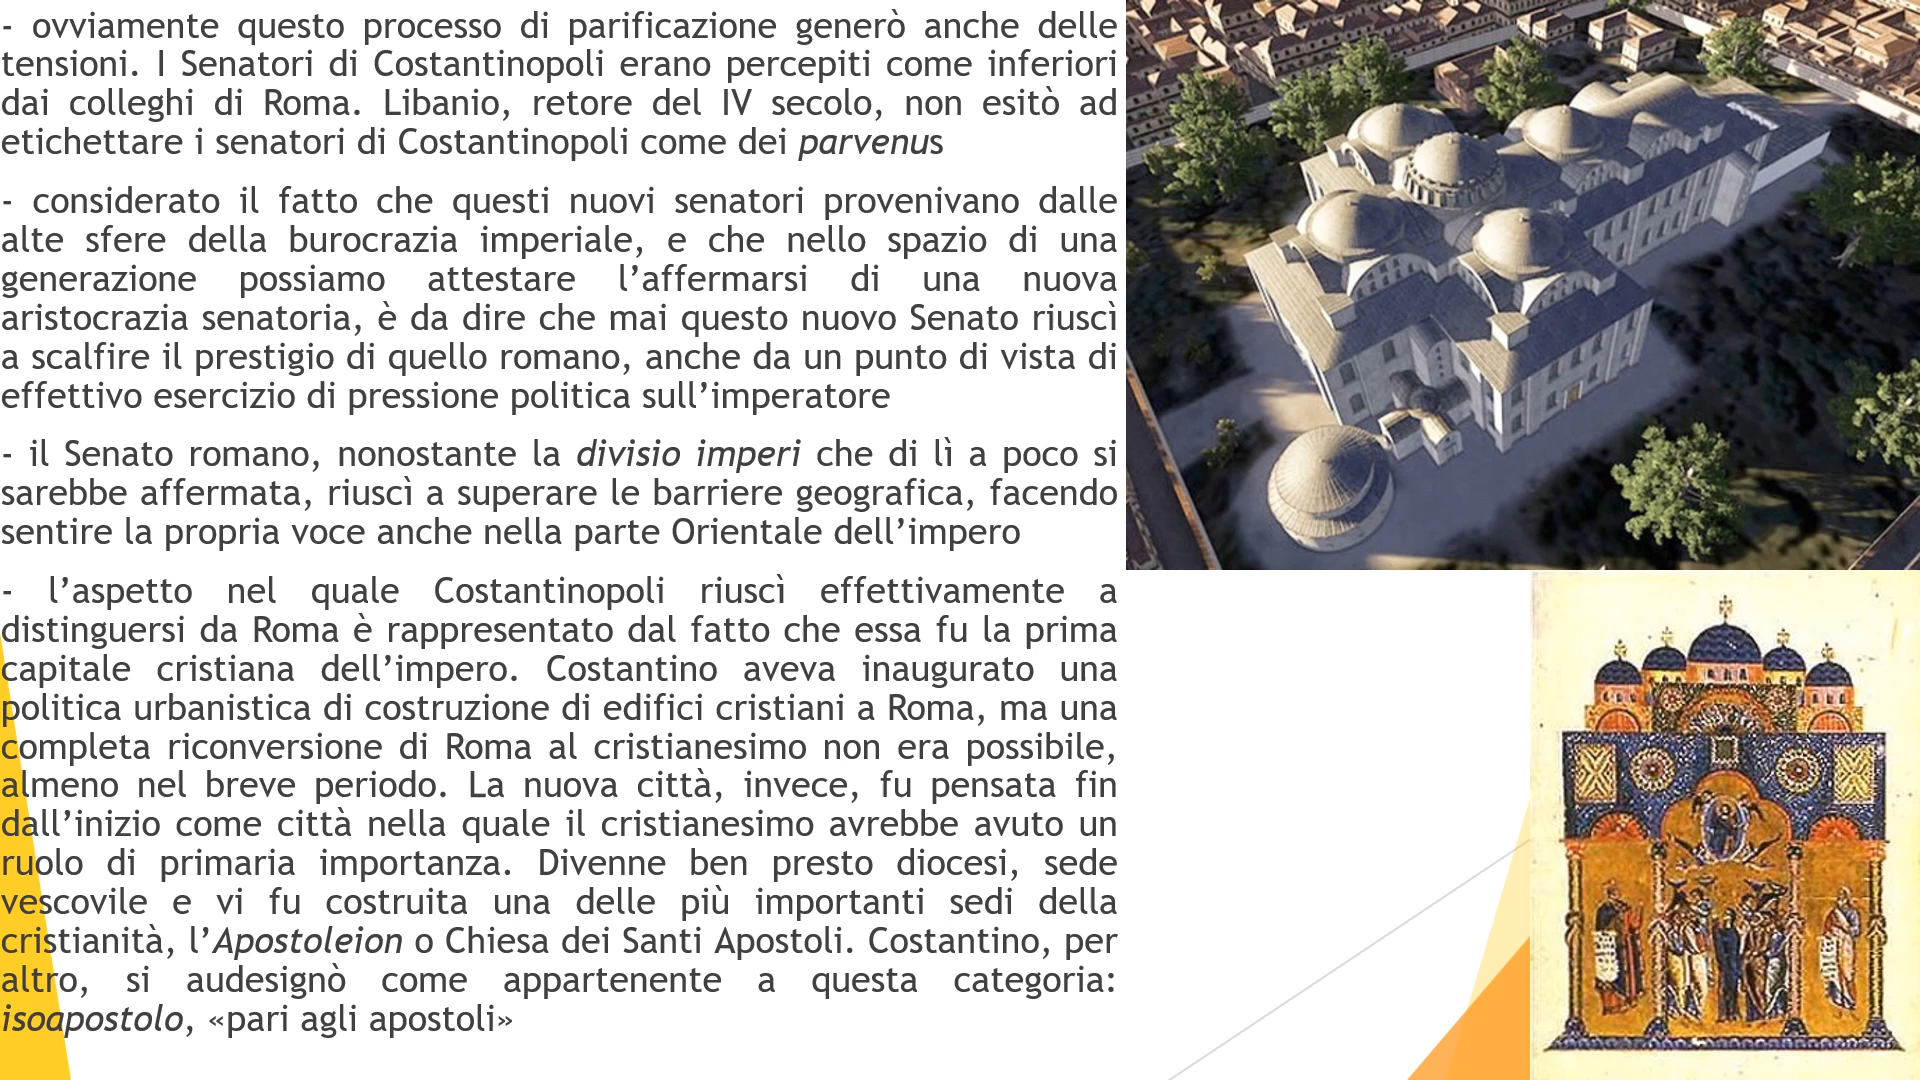 - ovviamente questo processo di parificazione generò anche delle
tensioni. I Senatori di Costantinopoli erano percepiti come inferiori
dai colleghi di Roma. Libanio, retore del IV secolo, non esitò ad
etichettare i senatori di Costantinopoli come dei parvenus
- considerato il fatto che questi nuovi senatori provenivano dalle
alte sfere della burocrazia imperiale, e che nello spazio di una
generazione possiamo attestare l’affermarsi di una nuova
aristocrazia senatoria, è da dire che mai questo nuovo Senato riuscì
a scalfire il prestigio di quello romano, anche da un punto di vista di
effettivo esercizio di pressione politica sull’imperatore
- il Senato romano, nonostante la divisio imperi che di lì a poco si
sarebbe affermata, riuscì a superare le barriere geografica, facendo
sentire la propria voce anche nella parte Orientale dell’impero
- l’aspetto nel quale Costantinopoli riuscì effettivamente a
distinguersi da Roma è rappresentato dal fatto che essa fu la prima
capitale cristiana dell’impero. Costantino aveva inaugurato una
politica urbanistica di costruzione di edifici cristiani a Roma, ma una
completa riconversione di Roma al cristianesimo non era possibile,
almeno nel breve periodo. La nuova città, invece, fu pensata fin
dall’inizio come città nella quale il cristianesimo avrebbe avuto un
ruolo di primaria importanza. Divenne ben presto diocesi, sede
vescovile e vi fu costruita una delle più importanti sedi della
cristianità, l’Apostoleion o Chiesa dei Santi Apostoli. Costantino, per
altro, si audesignò come appartenente a questa categoria:
isoapostolo, «pari agli apostoli»